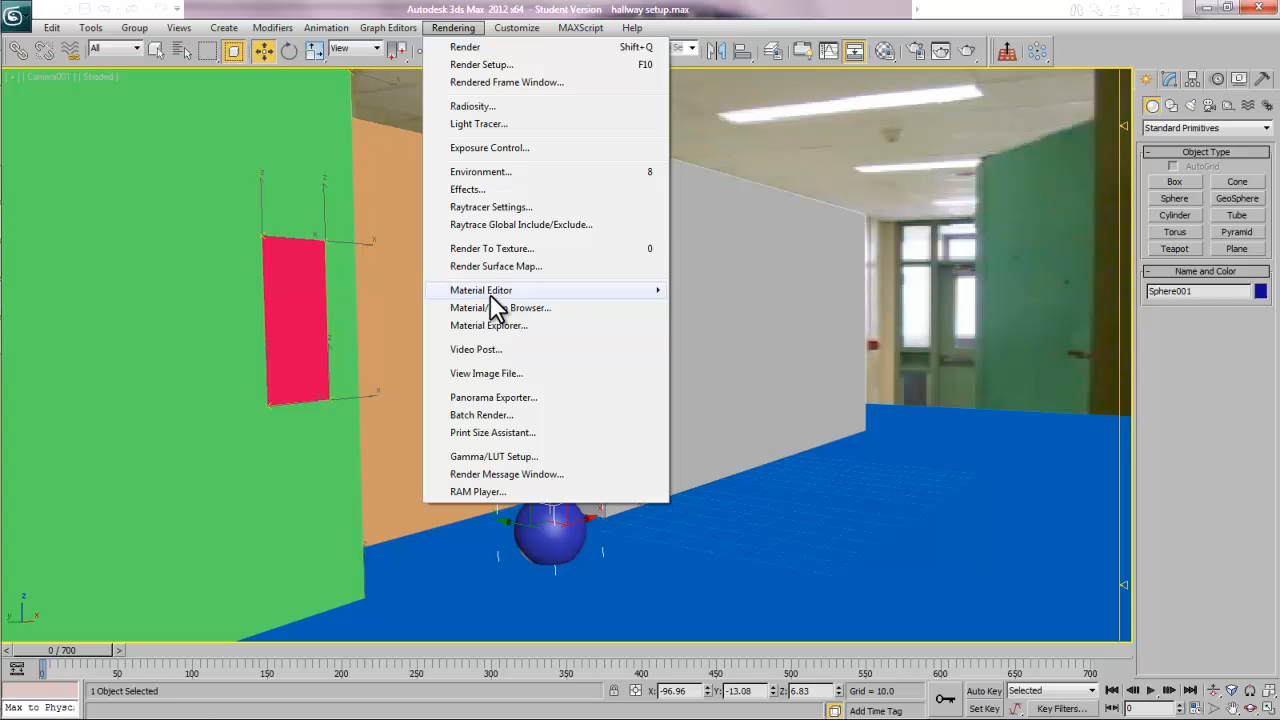 Autodesk 3ds Max 2012 x64 - Student Version hallway setup.max
Edit Tools Group Views Create Modifiers Animation Graph Editors Rendering Customize MAXScript Help
All View Se
[ + ] [ Camera001 ] [ Shaded ]
Render Shift+Q
Render Setup... F10
Rendered Frame Window...
Radiosity...
Light Tracer...
Exposure Control...
Environment... 8
Effects...
Raytracer Settings...
Raytrace Global Include/Exclude...
Render To Texture... 0
Render Surface Map...
Material Editor
Material/ Browser...
Material Explorer...
Video Post...
View Image File...
Panorama Exporter...
Batch Render...
Print Size Assistant...
Gamma/LUT Setup...
Render Message Window...
RAM Player...
z
z
x
x
z
x
x
z
y x
Standard Primitives
- Object Type
AutoGrid
Box Cone
Sphere GeoSphere
Cylinder Tube
Torus Pyramid
Teapot Plane
- Name and Color
Sphere001
< 0 / 700 >
0 50 100 150 200 250 300 350 400 450 500 550 600 650 700
1 Object Selected X: -96.96 Y: -13.08 Z: 6.83 Grid = 10.0 Auto Key Selected
Max to Physc Add Time Tag Set Key Key Filters... 0